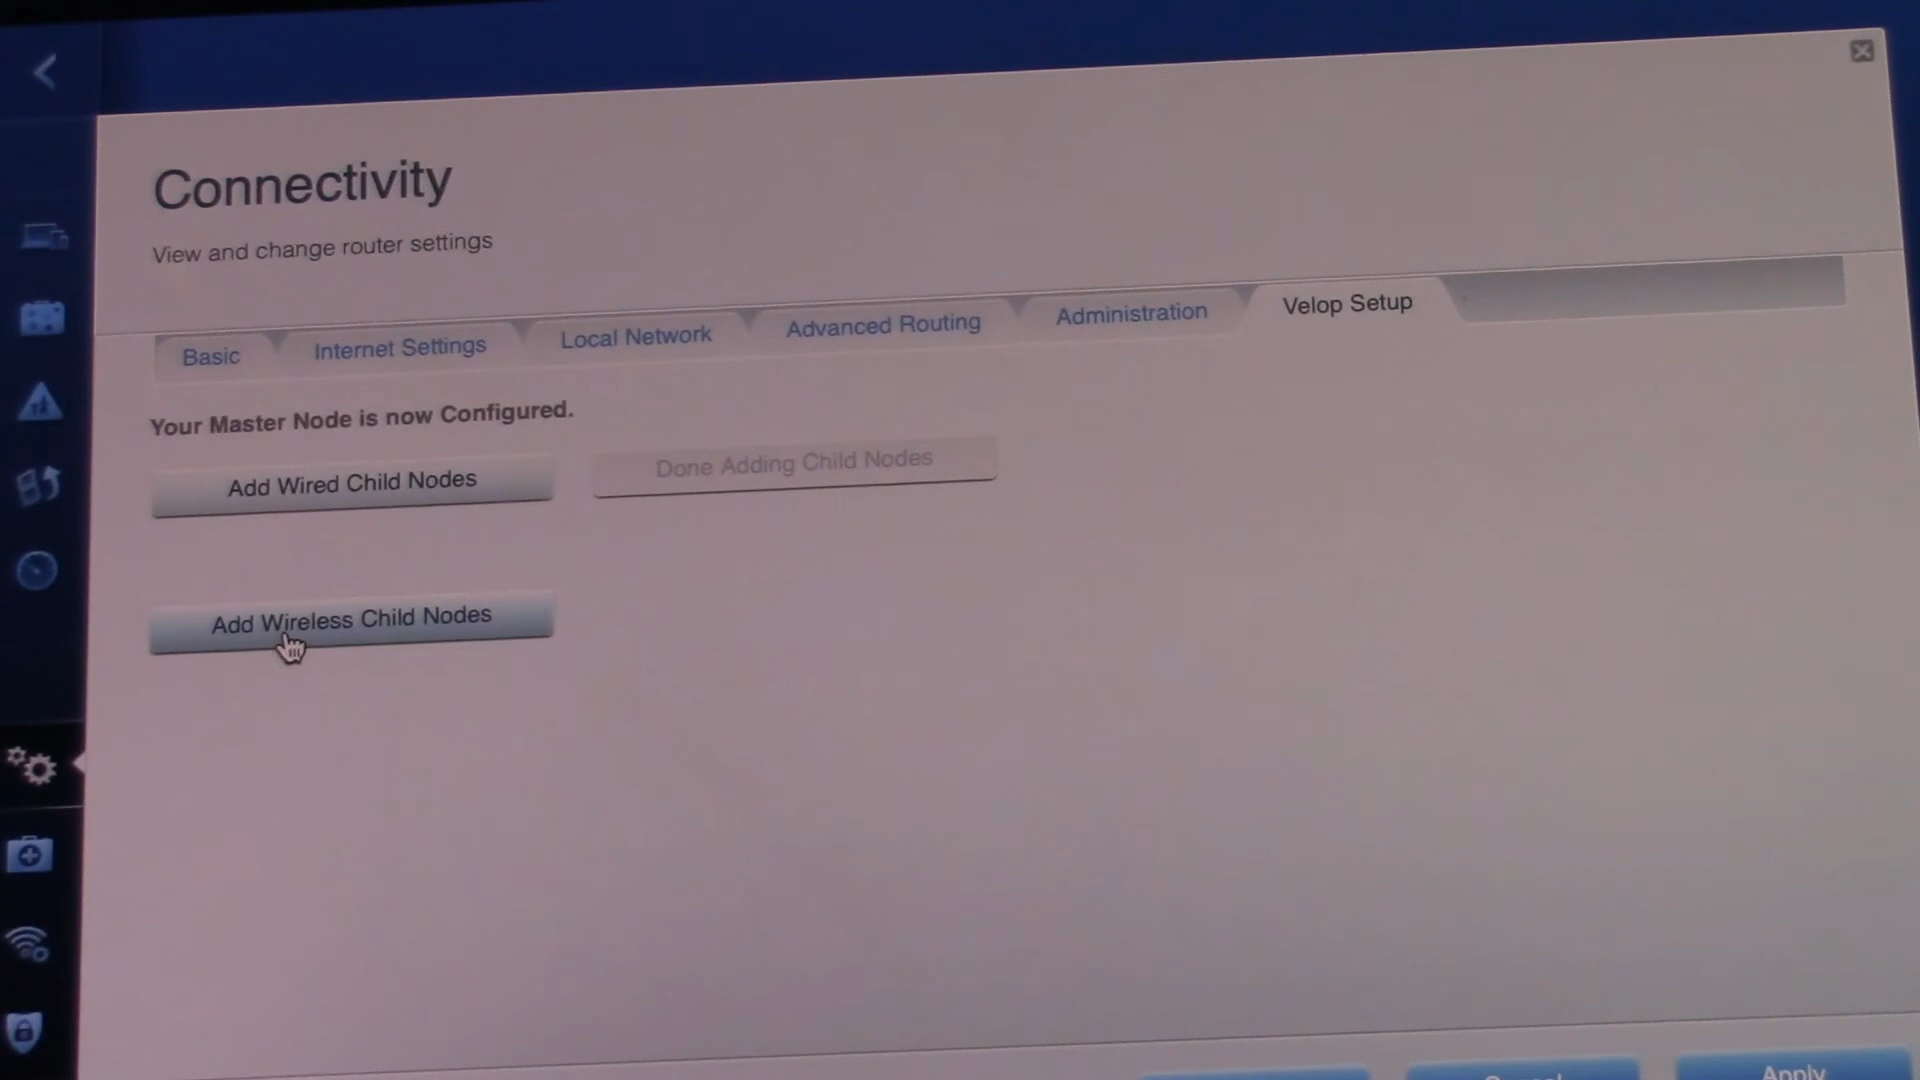 Connectivity
View and change router settings
Basic Internet Settings Local Network Advanced Routing Administration Velop Setup
Your Master Node is now Configured.
Add Wired Child Nodes Done Adding Child Nodes
Add Wireless Child Nodes
Apply